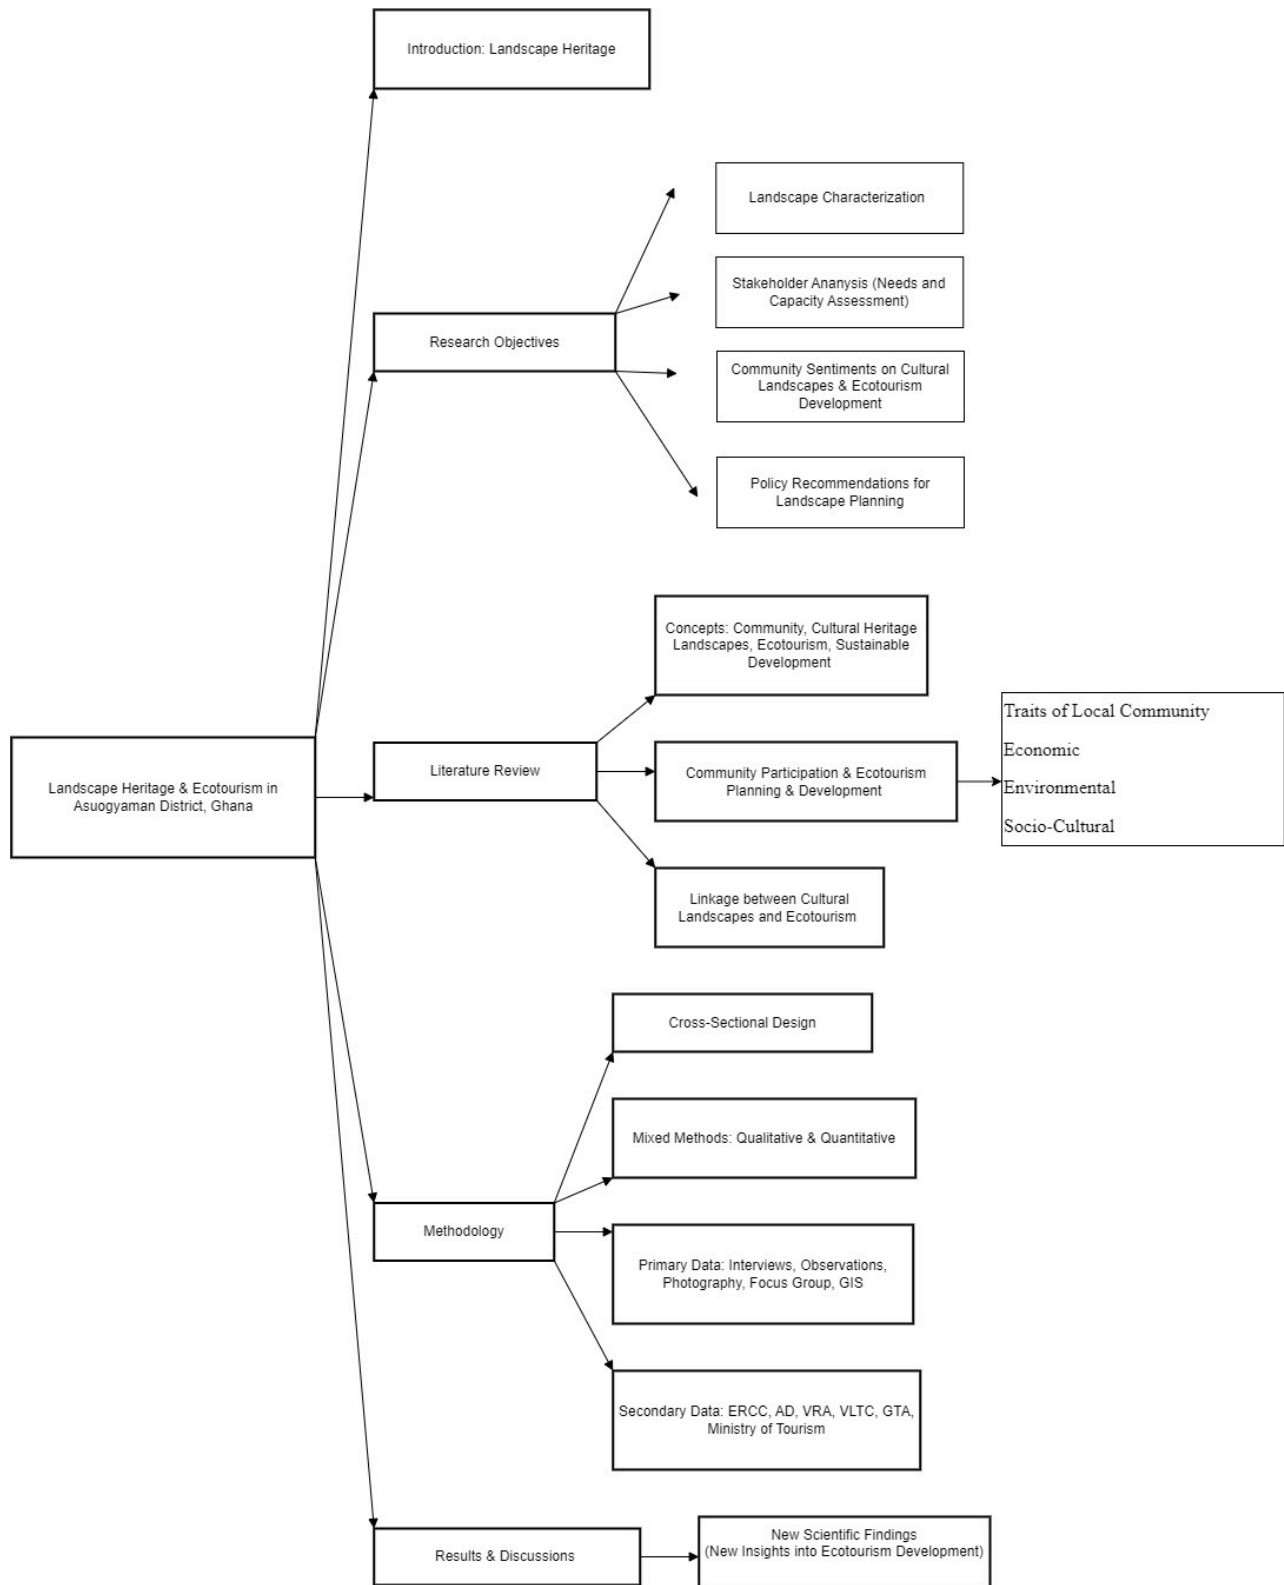 Introduction: Landscape Heritage
Landscape Characterization
Stakeholder Ananysis (Needs and
Capacity Assessment)
Research Objectives
Community Sentiments on Cultural
Landscapes & Ecotourism
Development
Policy Recommendations for
Landscape Planning
Concepts: Community, Cultural Heritage
Landscapes, Ecotourism, Sustainable
Development
Landscape Heritage & Ecotourism in
Asuogyaman District, Ghana
Literature Review
Community Participation & Ecotourism
Planning & Development
Traits of Local Community
Economic
Environmental
Socio-Cultural
Linkage between Cultural
Landscapes and Ecotourism
Cross-Sectional Design
Mixed Methods: Qualitative & Quantitative
Methodology
Primary Data: Interviews, Observations,
Photography, Focus Group, GIS
Secondary Data: ERCC, AD, VRA, VLTC, GTA,
Ministry of Tourism
Results & Discussions
New Scientific Findings
(New Insights into Ecotourism Development)